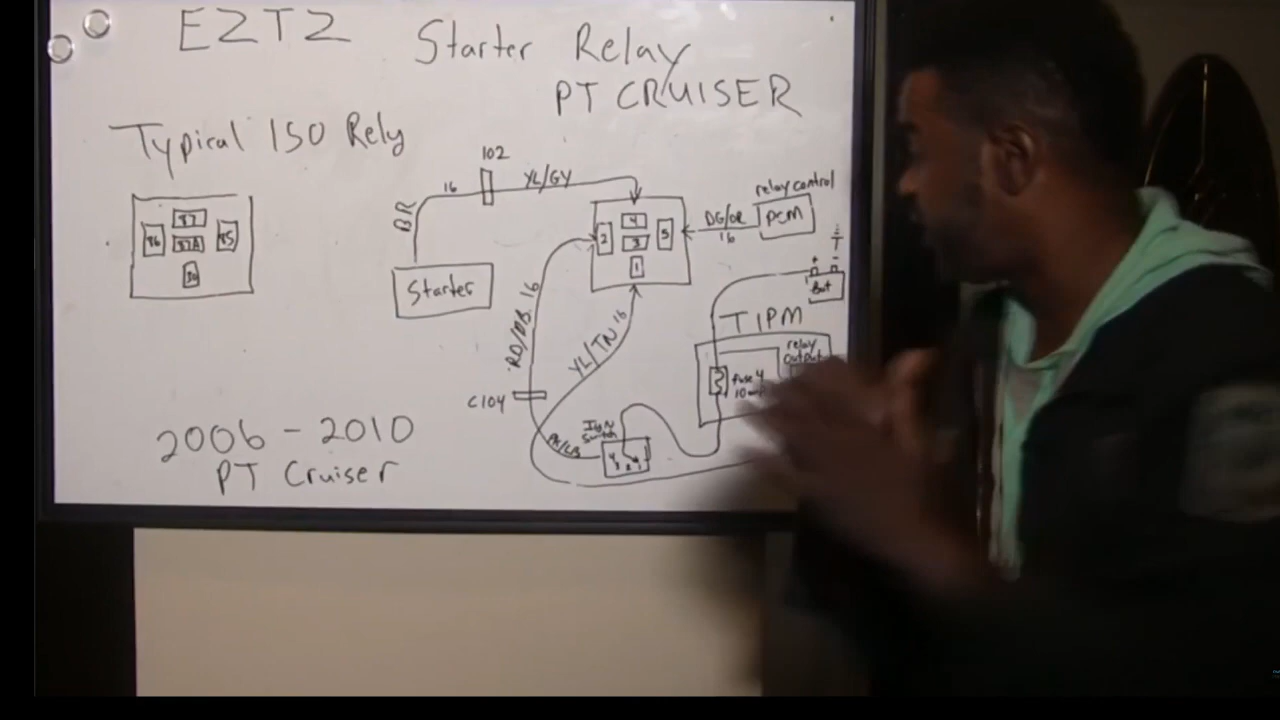 EZTZ
Starter Relay
PT CRUISER
Typical ISO Rely
87
86
87A
85
30
102
16
YL/GY
BR
Starter
4
2
3
5
1
relay control
PCM
DG/OR
16
+ -
Bat
TIPM
relay
output
fuse 4
RD/DB 16
YL/TN 16
C104
IGN
Switch
2006 - 2010
PT Cruiser